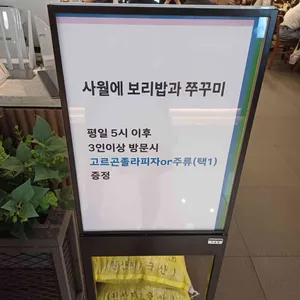 사월에 보리밥과 쭈꾸미
평일 5시 이후
3인이상 방문시
고르곤졸라피자or주류(택1)
증정